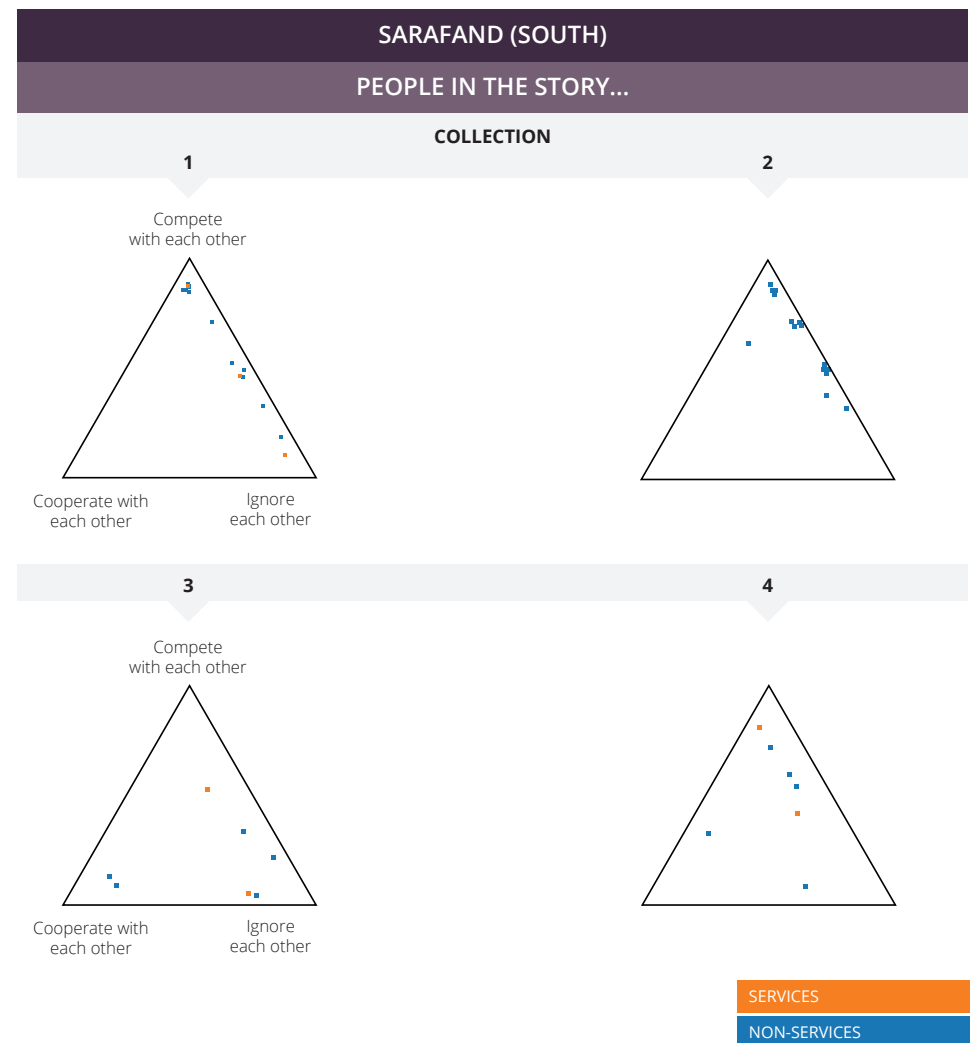 SARAFAND (SOUTH)
PEOPLE IN THE STORY...
COLLECTION
1
2
Compete
with each other
Cooperate with
each other
Ignore
each other
3
4
Compete
with each other
Cooperate with
each other
Ignore
each other
SERVICES
NON-SERVICES